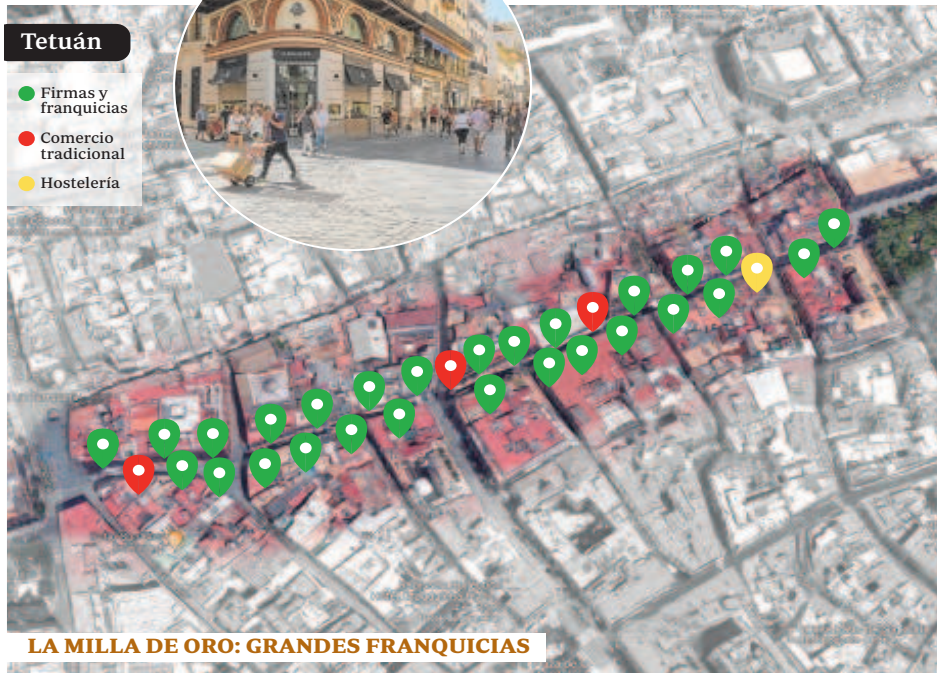 Tetuán
Firmas y
franquicias
Comercio
tradicional
Hostelería
LA MILLA DE ORO: GRANDES FRANQUICIAS